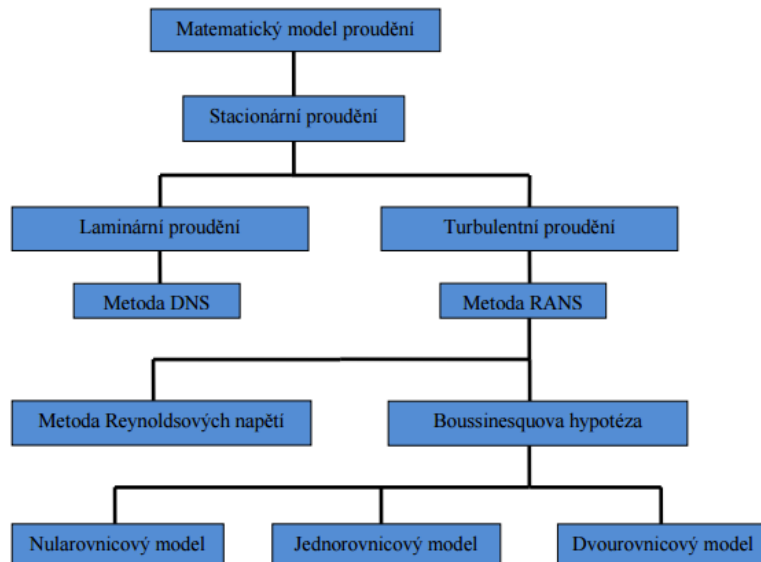 Matematický model proudění
Stacionární proudění
Laminární proudění
Turbulentní proudění
Metoda DNS
Metoda RANS
Metoda Reynoldsových napětí
Boussinesquova hypotéza
Nularovnicový model
Jednorovnicový model
Dvourovnicový model